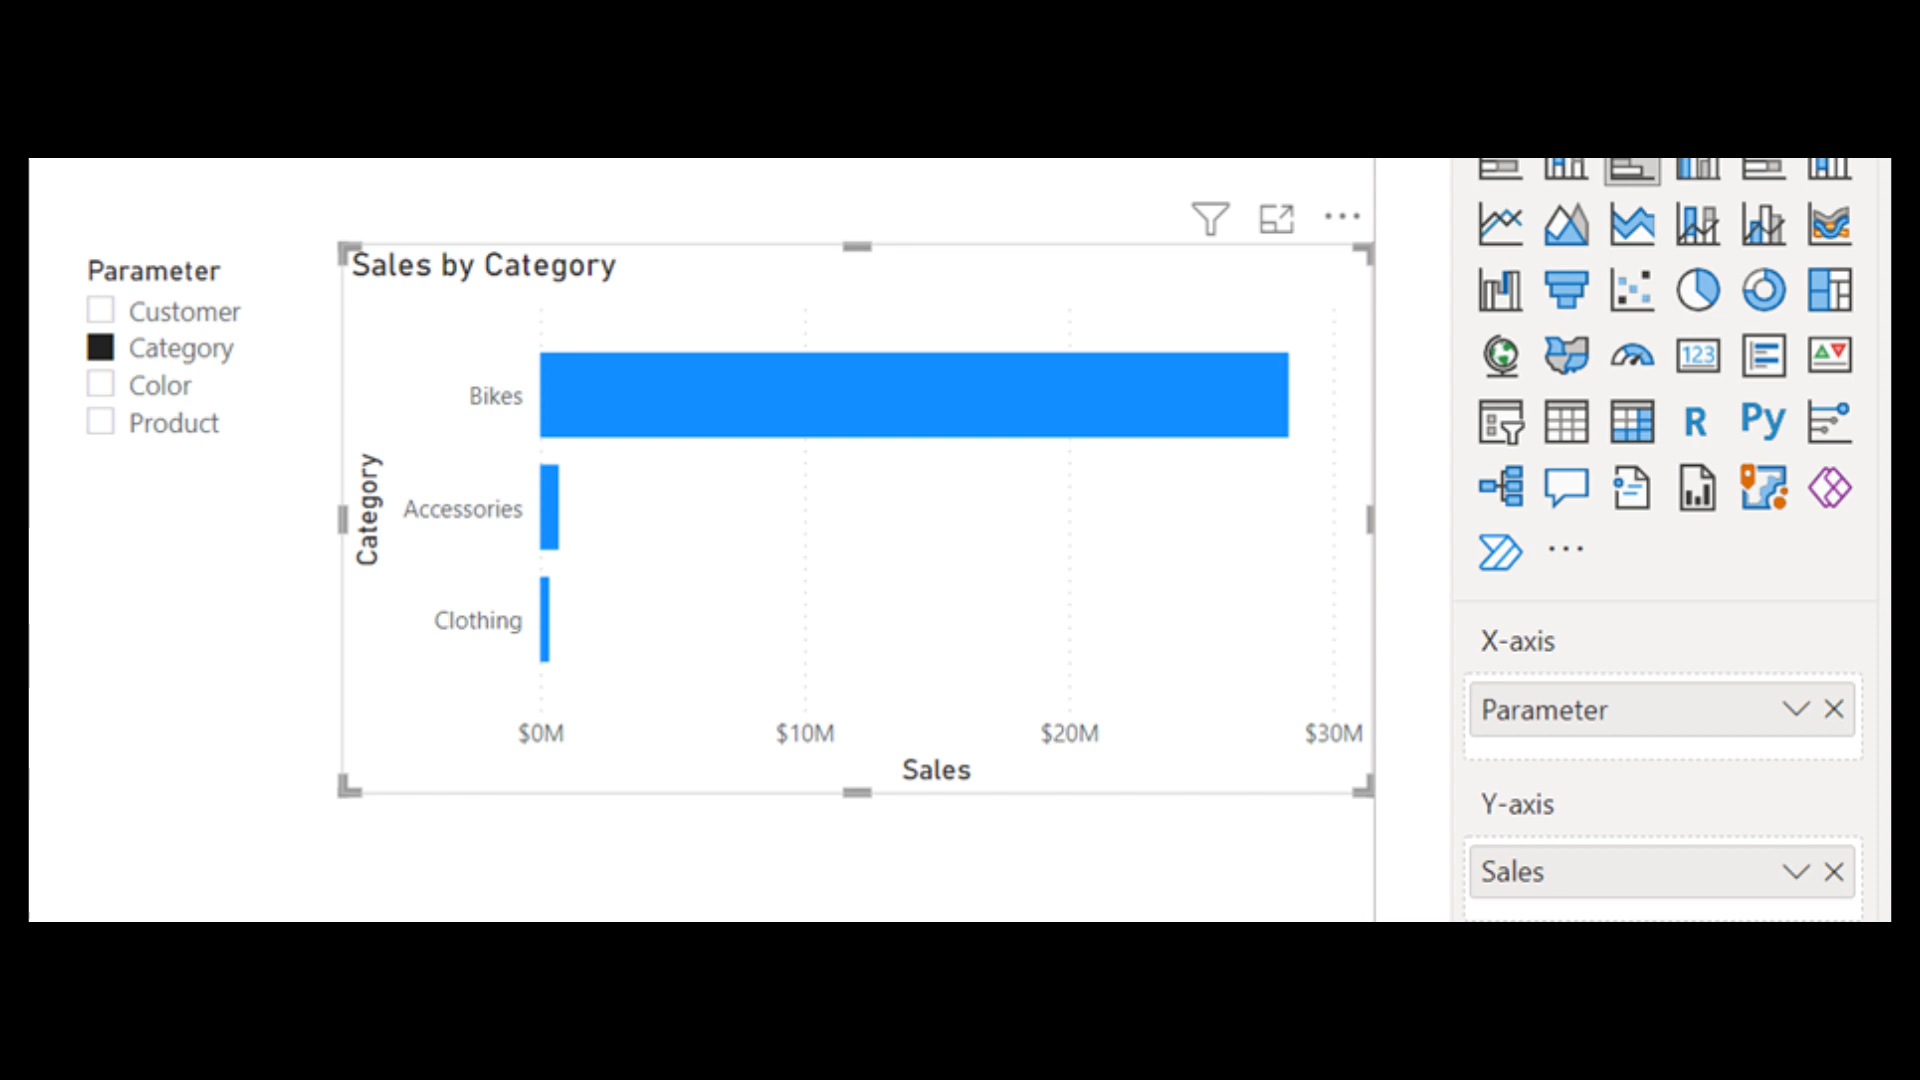 Parameter
Customer
Category
Color
Product
Sales by Category
Category
Bikes
Accessories
Clothing
$0M $10M $20M $30M
Sales
123
R Py
X-axis
Parameter
Y-axis
Sales